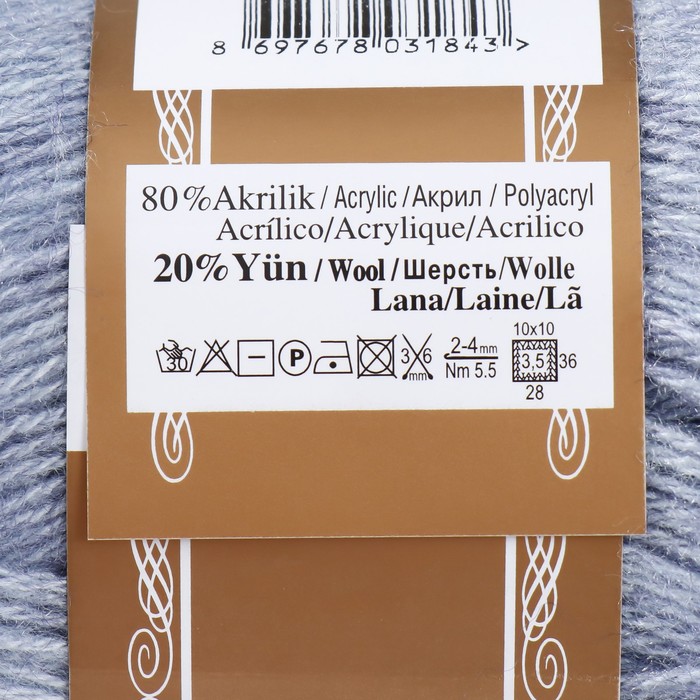 8 697678 031843 >
80%Akrilik / Acrylic / Акрил / Polyacryl
Acrílico/Acrylique/Acrilico
20%Yün / Wool / Шерсть/Wolle
Lana/Laine/Lã
30 P 3 6 mm 2-4mm Nm 5.5 10x10 3,5 36 28